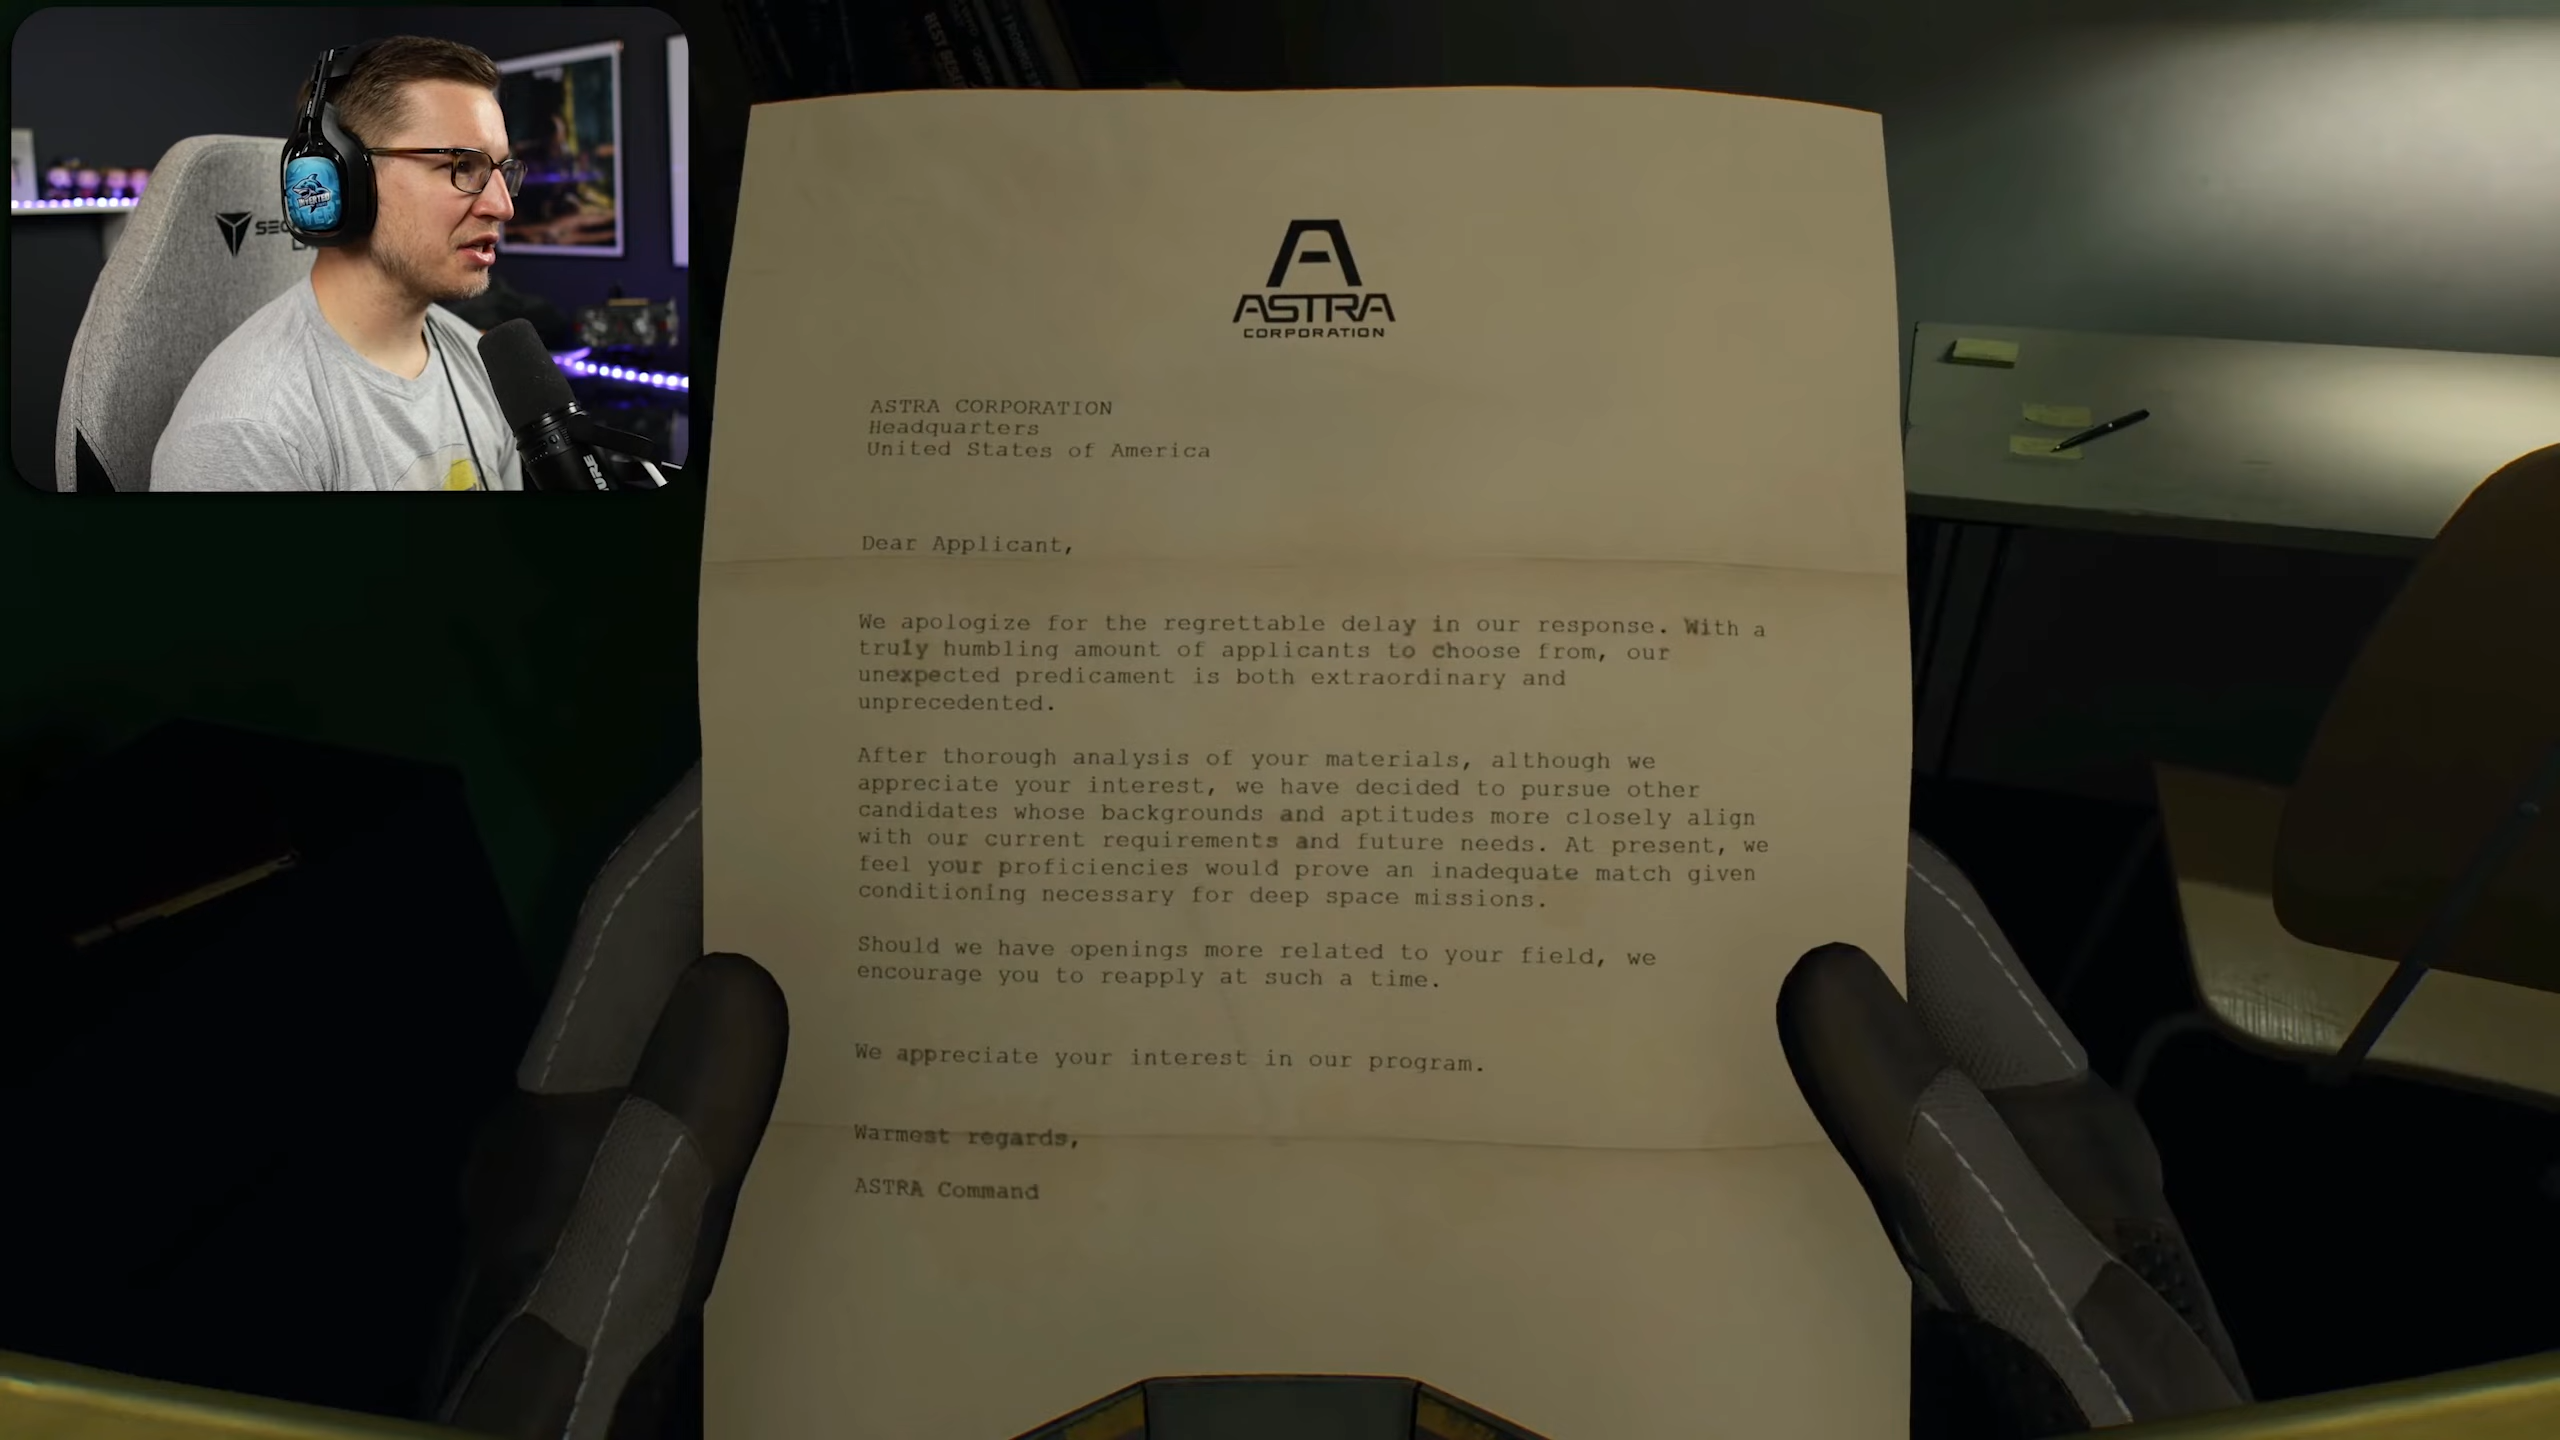 A
ASTRA
CORPORATION
ASTRA CORPORATION
Headquarters
United States of America
Dear Applicant,
We apologize for the regrettable delay in our response. With a
truly humbling amount of applicants to choose from, our
unexpected predicament is both extraordinary and
unprecedented.
After thorough analysis of your materials, although we
appreciate your interest, we have decided to pursue other
candidates whose backgrounds and aptitudes more closely align
with our current requirements and future needs. At present, we
feel your proficiencies would prove an inadequate match given
conditioning necessary for deep space missions.
Should we have openings more related to your field, we
encourage you to reapply at such a time.
We appreciate your interest in our program.
Warmest regards,
ASTRA Command
INVERTED